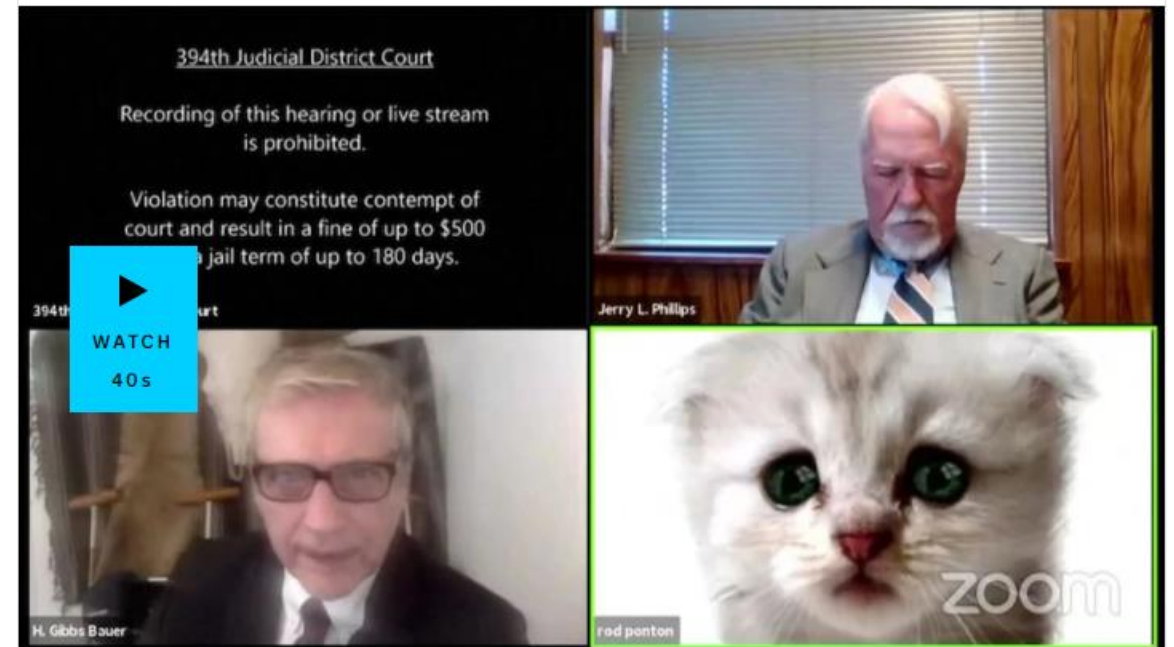 394th Judicial District Court
Recording of this hearing or live stream
is prohibited.
Violation may constitute contempt of
court and result in a fine of up to $500
a jail term of up to 180 days.
394th
urt
WATCH
40s
Jerry L. Phillips
H. Gibbs Bauer
rod ponton
zoom